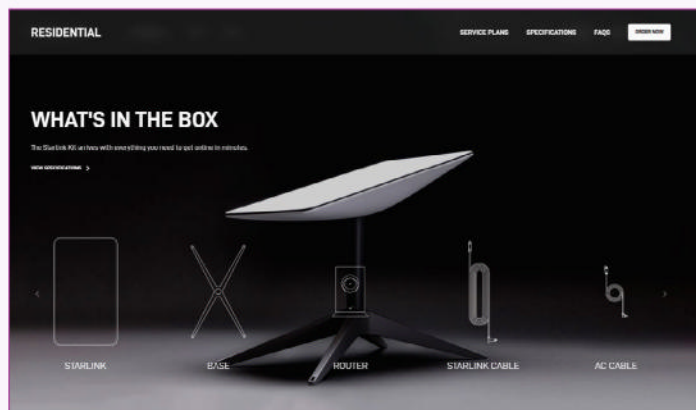 RESIDENTIAL
SERVICE PLANS SPECIFICATIONS FAQS ORDER NOW
WHAT'S IN THE BOX
The Starlink Kit arrives with everything you need to get online in minutes.
VIEW SPECIFICATIONS
STARLINK BASE ROUTER STARLINK CABLE AC CABLE